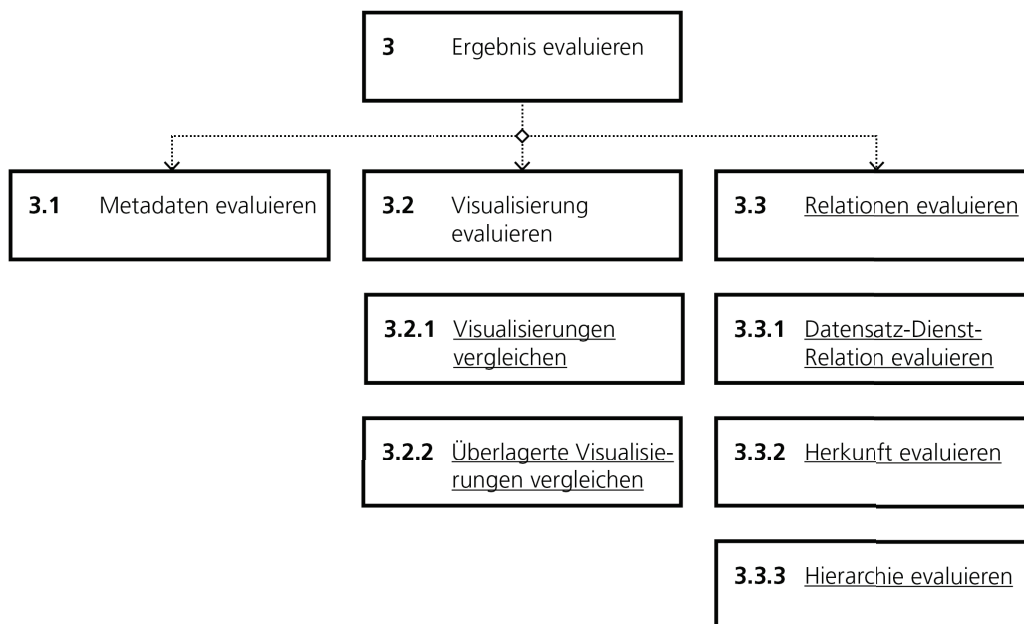 3 Ergebnis evaluieren
3.1 Metadaten evaluieren
3.2 Visualisierung
evaluieren
3.3 Relationen evaluieren
3.2.1 Visualisierungen
vergleichen
3.3.1 Datensatz-Dienst-
Relation evaluieren
3.2.2 Überlagerte Visualisie-
rungen vergleichen
3.3.2 Herkunft evaluieren
3.3.3 Hierarchie evaluieren